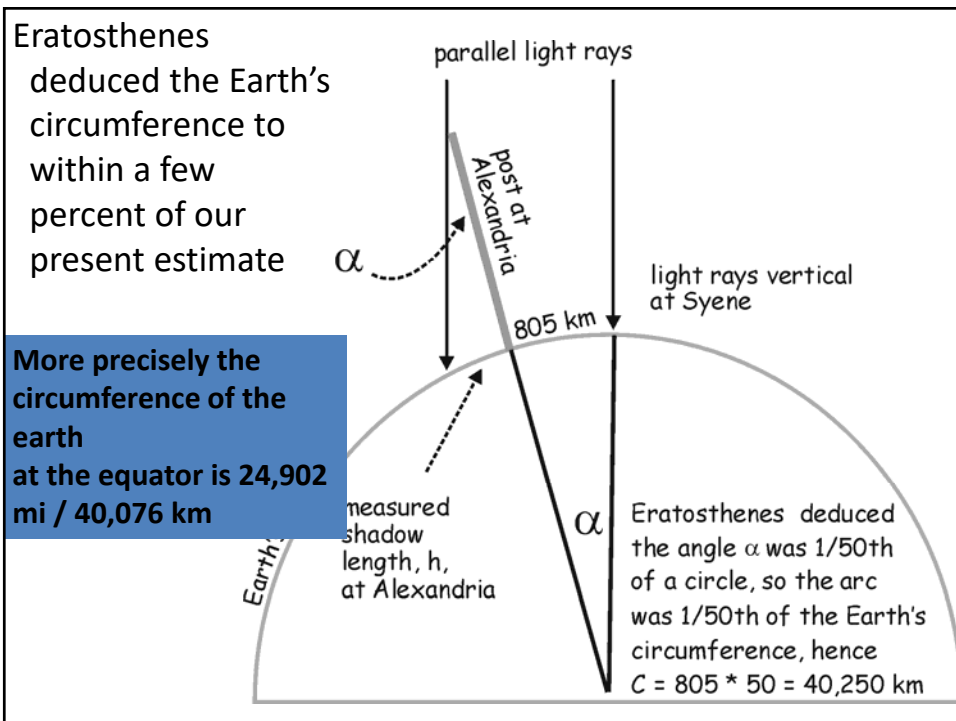 Eratosthenes
deduced the Earth's
circumference to
within a few
percent of our
present estimate
More precisely the
circumference of the
earth
at the equator is 24,902
mi / 40,076 km
parallel light rays
post at
Alexandria
α
light rays vertical
at Syene
805 km
measured
shadow
length, h,
at Alexandria
Earth's
α
Eratosthenes deduced
the angle α was 1/50th
of a circle, so the arc
was 1/50th of the Earth's
circumference, hence
C = 805 * 50 = 40,250 km